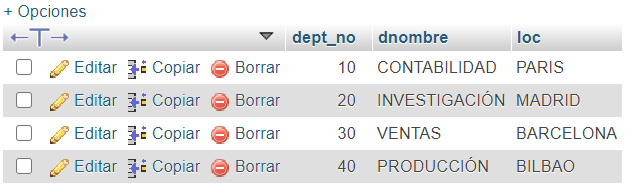 + Opciones
←T→ dept_no dnombre loc
Editar Copiar Borrar 10 CONTABILIDAD PARIS
Editar Copiar Borrar 20 INVESTIGACIÓN MADRID
Editar Copiar Borrar 30 VENTAS BARCELONA
Editar Copiar Borrar 40 PRODUCCIÓN BILBAO